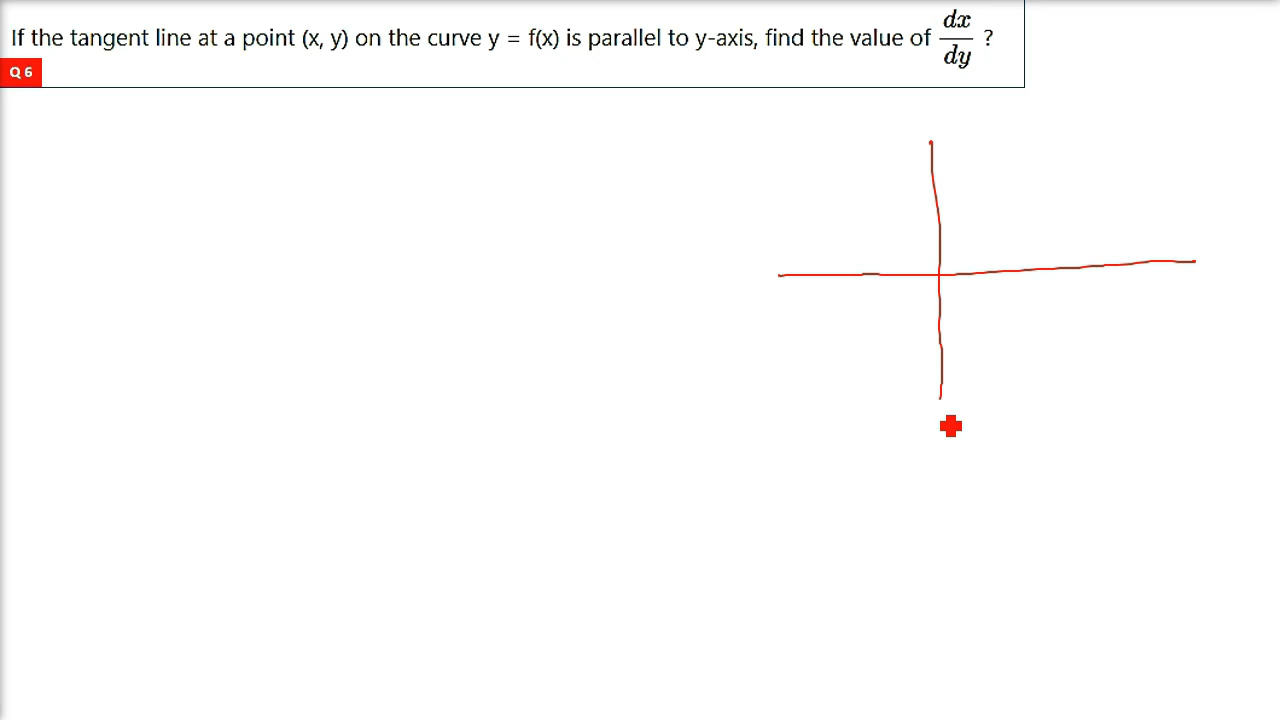 If the tangent line at a point (x, y) on the curve y = f(x) is parallel to y-axis, find the value of dx/dy ?
Q 6